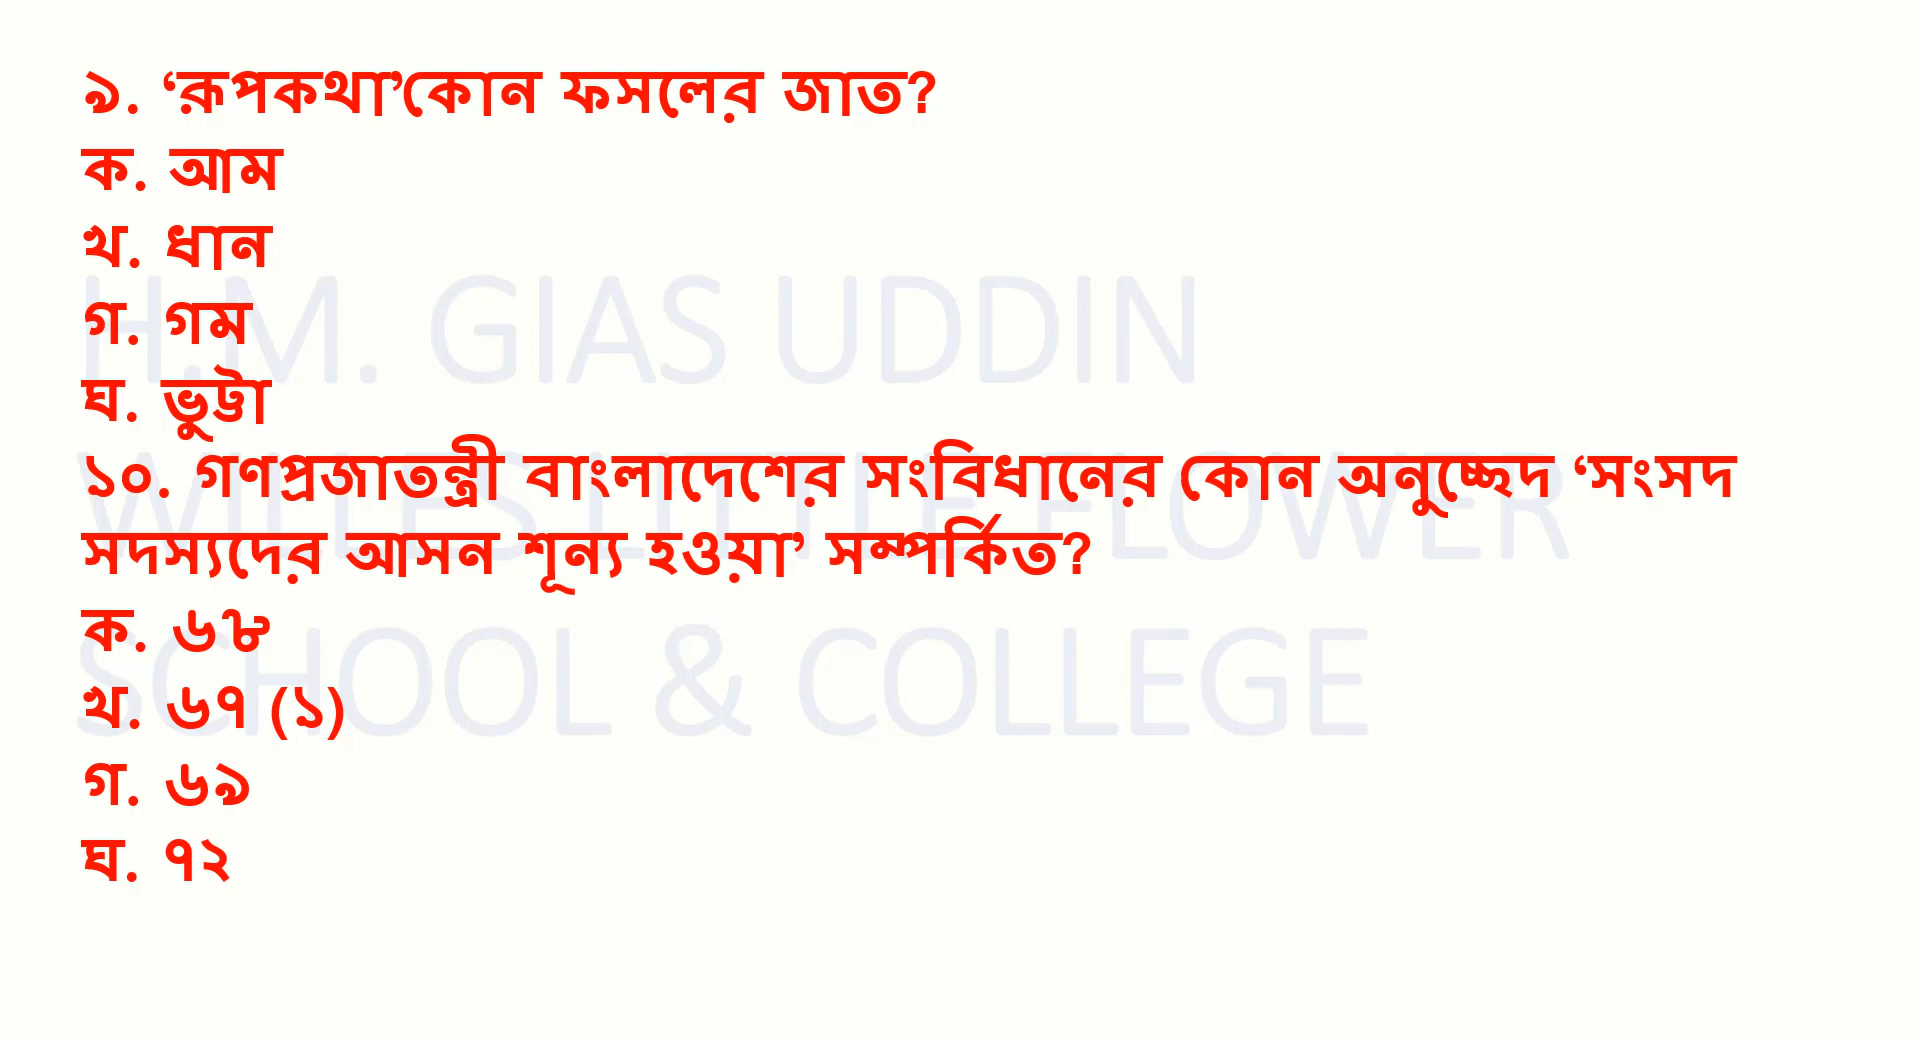 ৯. ‘রূপকথা’কোন ফসলের জাত?
ক. আম
খ. ধান
গ. গম
ঘ. ভুট্টা
১০. গণপ্রজাতন্ত্রী বাংলাদেশের সংবিধানের কোন অনুচ্ছেদ ‘সংসদ
সদস্যদের আসন শূন্য হওয়া’ সম্পর্কিত?
ক. ৬৮
খ. ৬৭ (১)
গ. ৬৯
ঘ. ৭২
H.M. GIAS UDDIN
WILLES LITTLE FLOWER
SCHOOL & COLLEGE